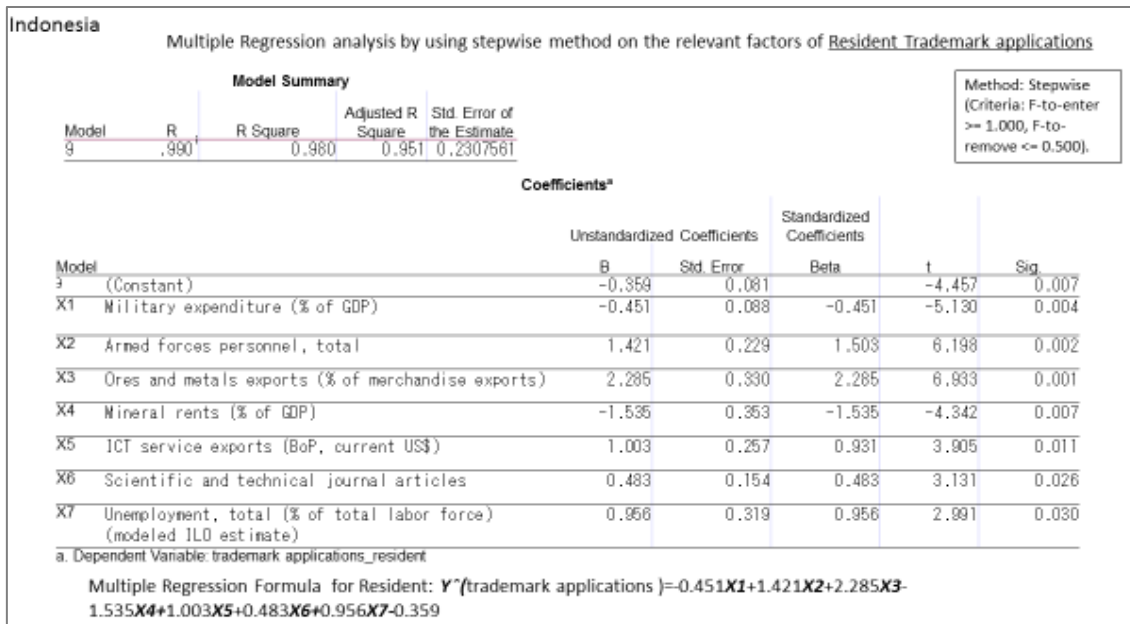 Indonesia
Multiple Regression analysis by using stepwise method on the relevant factors of Resident Trademark applications
Model Summary
Model R R Square Adjusted R Square Std. Error of the Estimate
9 .990 0.980 0.951 0.2307561
Method: Stepwise
(Criteria: F-to-enter
>= 1.000, F-to-
remove <= 0.500).
Coefficientsᵃ
Unstandardized Coefficients Standardized Coefficients
Model B Std. Error Beta t Sig.
9 (Constant) -0.359 0.081 -4.457 0.007
X1 Military expenditure (% of GDP) -0.451 0.088 -0.451 -5.130 0.004
X2 Armed forces personnel, total 1.421 0.229 1.503 6.198 0.002
X3 Ores and metals exports (% of merchandise exports) 2.285 0.330 2.285 6.933 0.001
X4 Mineral rents (% of GDP) -1.535 0.353 -1.535 -4.342 0.007
X5 ICT service exports (BoP, current US$) 1.003 0.257 0.931 3.905 0.011
X6 Scientific and technical journal articles 0.483 0.154 0.483 3.131 0.026
X7 Unemployment, total (% of total labor force) 0.956 0.319 0.956 2.991 0.030
(modeled ILO estimate)
a. Dependent Variable: trademark applications_resident
Multiple Regression Formula for Resident: Y^(trademark applications )=-0.451X1+1.421X2+2.285X3-
1.535X4+1.003X5+0.483X6+0.956X7-0.359